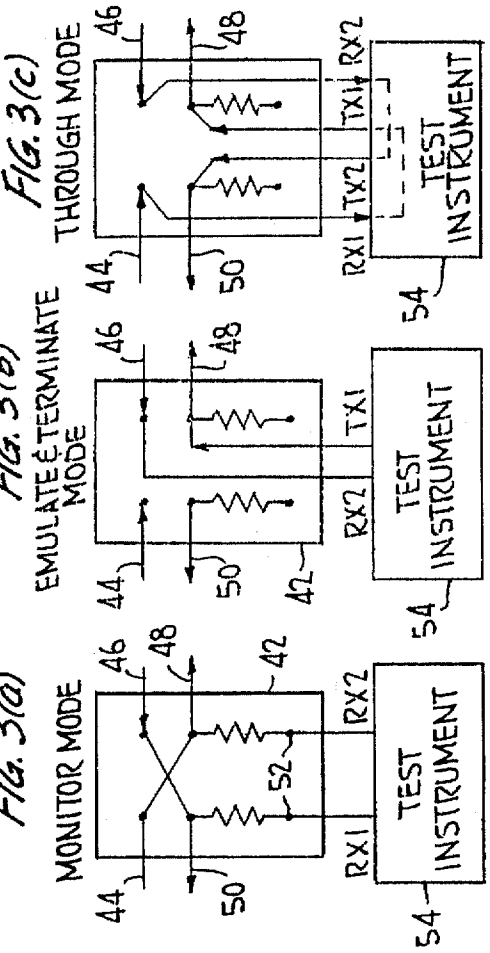 FIG. 3(a)
MONITOR MODE
44
46
50
48
42
52
RX1
RX2
TEST
INSTRUMENT
54
FIG. 3(b)
EMULATE & TERMINATE
MODE
44
46
50
48
42
RX2
TX1
TEST
INSTRUMENT
54
FIG. 3(c)
THROUGH MODE
44
46
50
48
RX1 TX2 TX1 RX2
TEST
INSTRUMENT
54